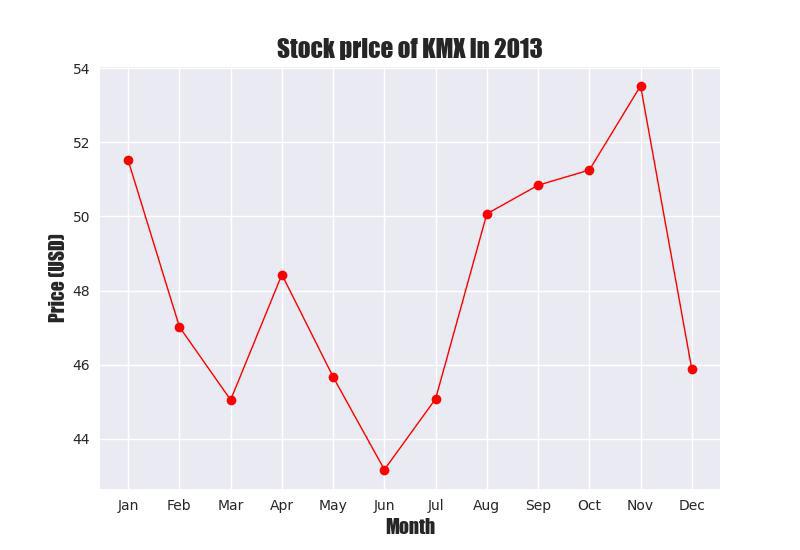 Stock price of KMX in 2013
54
52
50
48
46
44
Price (USD)
Jan Feb Mar Apr May Jun Jul Aug Sep Oct Nov Dec
Month